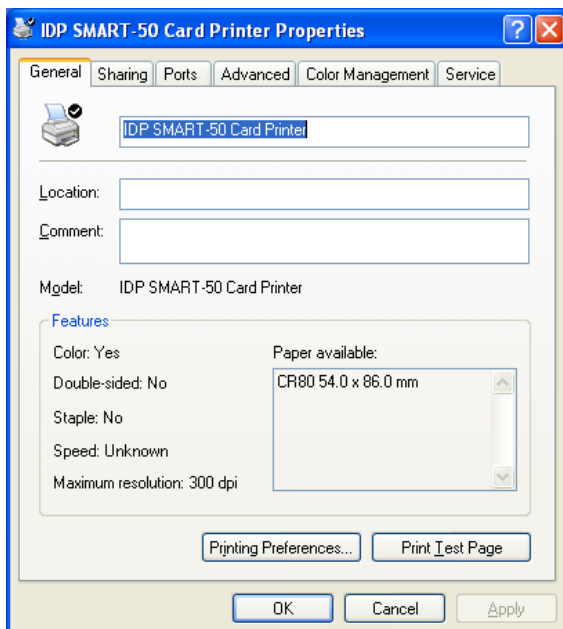 IDP SMART-50 Card Printer Properties
General Sharing Ports Advanced Color Management Service
IDP SMART-50 Card Printer
Location:
Comment:
Model: IDP SMART-50 Card Printer
Features
Color: Yes Paper available:
Double-sided: No CR80 54.0 x 86.0 mm
Staple: No
Speed: Unknown
Maximum resolution: 300 dpi
Printing Preferences... Print Test Page
OK Cancel Apply